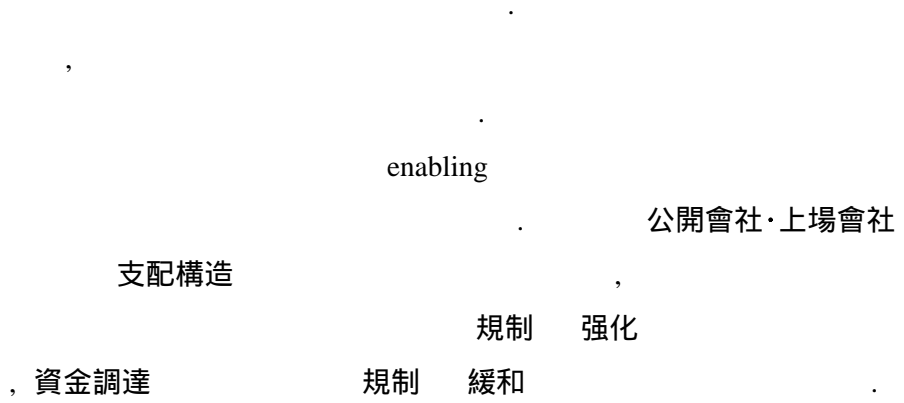 .
,
.
enabling
. 公開會社·上場會社
支配構造 ,
規制 强化
, 資金調達 規制 緩和 .